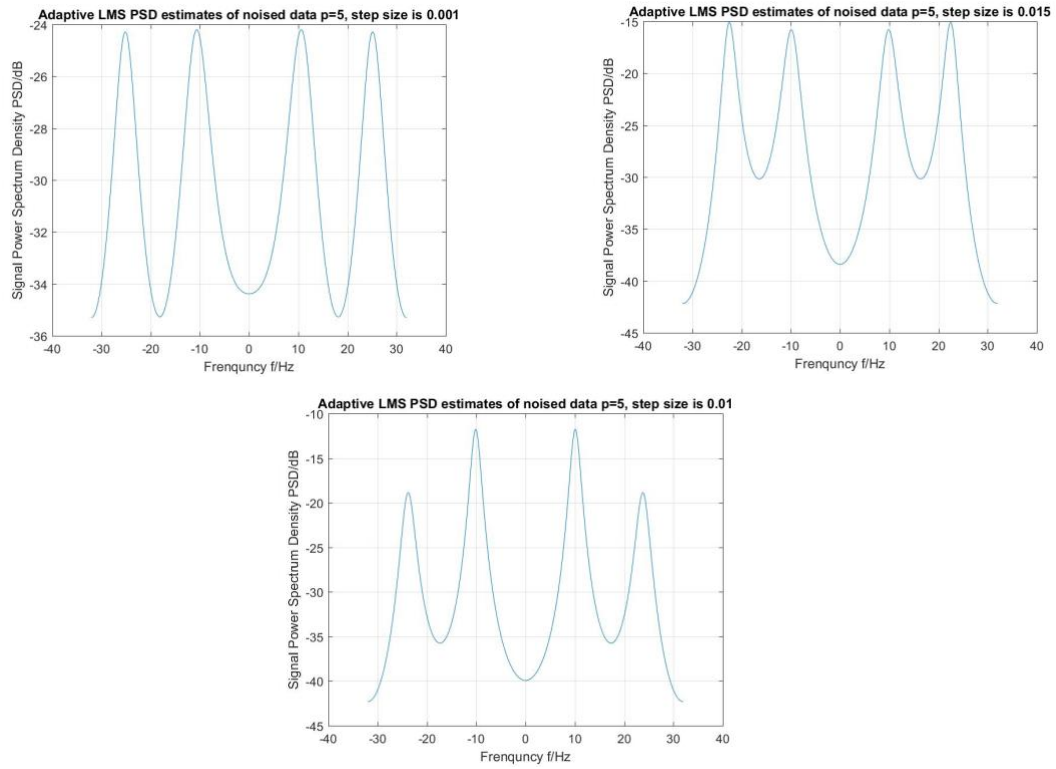 Adaptive LMS PSD estimates of noised data p=5, step size is 0.001
Signal Power Spectrum Density PSD/dB
-24
-26
-28
-30
-32
-34
-36
-40 -30 -20 -10 0 10 20 30 40
Frenquncy f/Hz
Adaptive LMS PSD estimates of noised data p=5, step size is 0.015
Signal Power Spectrum Density PSD/dB
-15
-20
-25
-30
-35
-40
-45
-40 -30 -20 -10 0 10 20 30 40
Frenquncy f/Hz
Adaptive LMS PSD estimates of noised data p=5, step size is 0.01
Signal Power Spectrum Density PSD/dB
-10
-15
-20
-25
-30
-35
-40
-45
-40 -30 -20 -10 0 10 20 30 40
Frenquncy f/Hz